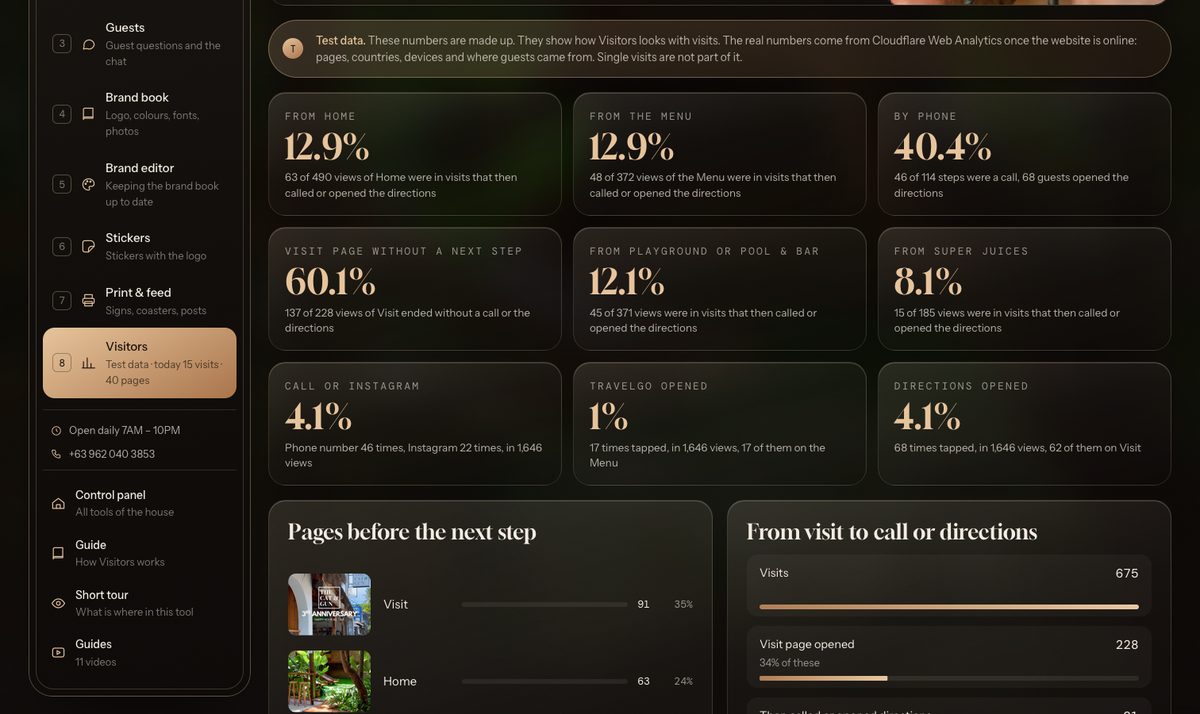 3
Guests
Guest questions and the
chat
4
Brand book
Logo, colours, fonts,
photos
5
Brand editor
Keeping the brand book
up to date
6
Stickers
Stickers with the logo
7
Print & feed
Signs, coasters, posts
8
Visitors
Test data · today 15 visits ·
40 pages
Open daily 7AM – 10PM
+63 962 040 3853
Control panel
All tools of the house
Guide
How Visitors works
Short tour
What is where in this tool
Guides
11 videos
T
Test data. These numbers are made up. They show how Visitors looks with visits. The real numbers come from Cloudflare Web Analytics once the website is online:
pages, countries, devices and where guests came from. Single visits are not part of it.
FROM HOME
12.9%
63 of 490 views of Home were in visits that then
called or opened the directions
FROM THE MENU
12.9%
48 of 372 views of the Menu were in visits that then
called or opened the directions
BY PHONE
40.4%
46 of 114 steps were a call, 68 guests opened the
directions
VISIT PAGE WITHOUT A NEXT STEP
60.1%
137 of 228 views of Visit ended without a call or the
directions
FROM PLAYGROUND OR POOL & BAR
12.1%
45 of 371 views were in visits that then called or
opened the directions
FROM SUPER JUICES
8.1%
15 of 185 views were in visits that then called or
opened the directions
CALL OR INSTAGRAM
4.1%
Phone number 46 times, Instagram 22 times, in 1,646
views
TRAVELGO OPENED
1%
17 times tapped, in 1,646 views, 17 of them on the
Menu
DIRECTIONS OPENED
4.1%
68 times tapped, in 1,646 views, 62 of them on Visit
Pages before the next step
THE
CAT &
GUN
3RD ANNIVERSARY
Visit
91
35%
Home
63
24%
From visit to call or directions
Visits
675
Visit page opened
228
34% of these